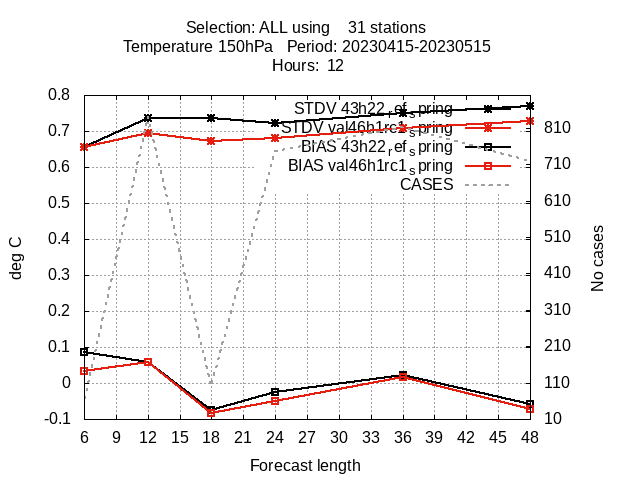 Selection: ALL using    31 stations
Temperature 150hPa   Period: 20230415-20230515
Hours:  12
0.8
0.7
0.6
0.5
0.4
0.3
0.2
0.1
0
-0.1
deg C
STDV 43h22_ref_spring
STDV val46h1rc1_spring
BIAS 43h22_ref_spring
BIAS val46h1rc1_spring
CASES
810
710
610
510
410
310
210
110
10
No cases
6 9 12 15 18 21 24 27 30 33 36 39 42 45 48
Forecast length